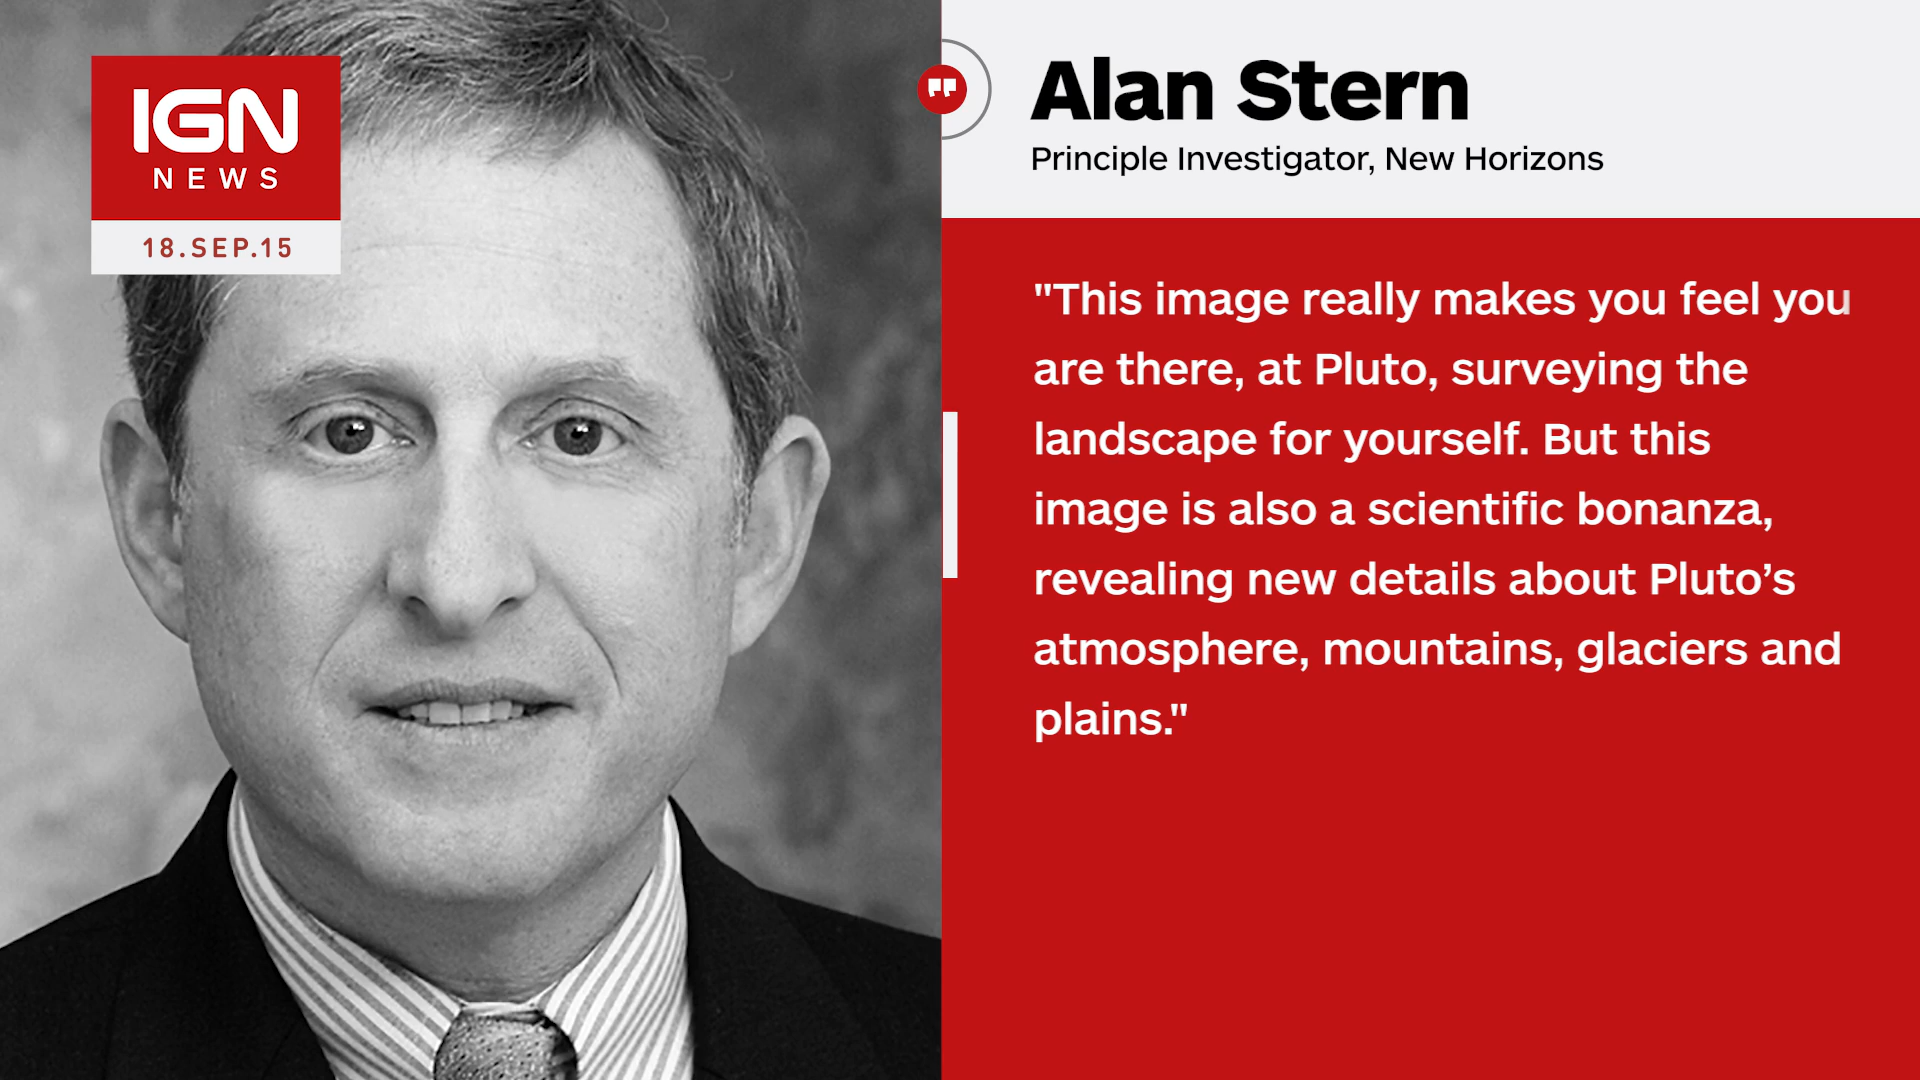 IGN
NEWS
18.SEP.15
Alan Stern
Principle Investigator, New Horizons
"This image really makes you feel you
are there, at Pluto, surveying the
landscape for yourself. But this
image is also a scientific bonanza,
revealing new details about Pluto’s
atmosphere, mountains, glaciers and
plains."